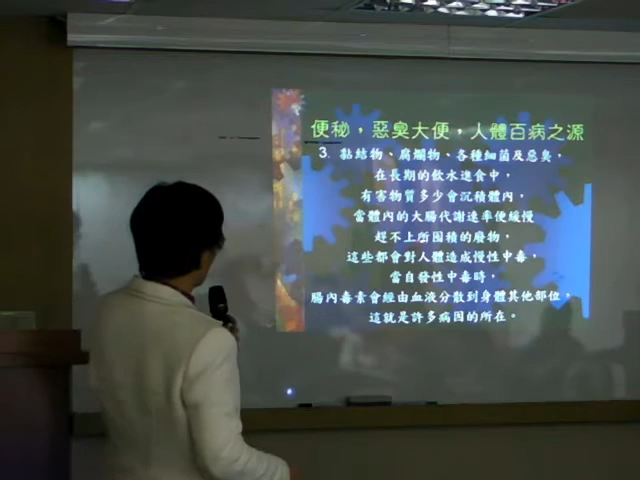 便秘，惡臭大便，人體百病之源
3. 黏結物、腐爛物、各種細菌及惡臭，
在長期的飲水進食中，
有害物質多少會沉積體內，
當體內的大腸代謝速率便緩慢
趕不上所囤積的廢物，
這些都會對人體造成慢性中毒，
當自發性中毒時，
腸內毒素會經由血液分散到身體其他部位，
這就是許多病因的所在。